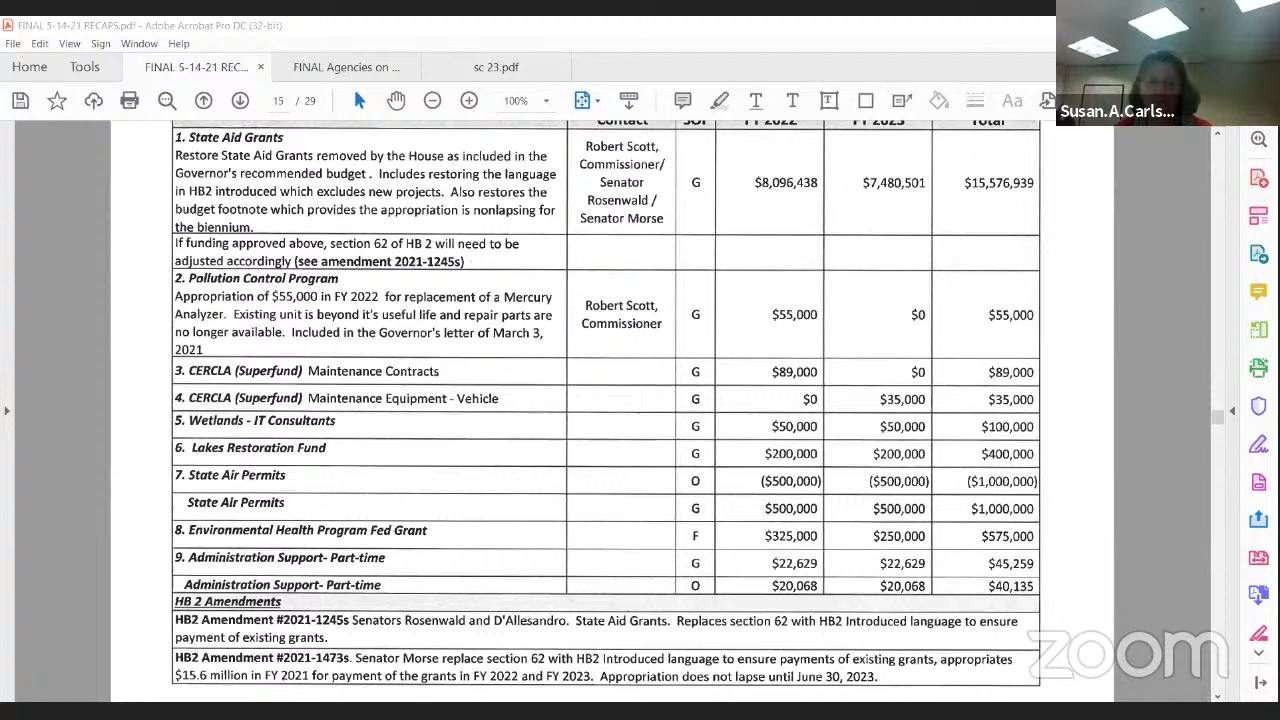 FINAL 5-14-21 RECAPS.pdf - Adobe Acrobat Pro DC (32-bit)
File Edit View Sign Window Help
Home Tools FINAL 5-14-21 REC... × FINAL Agencies on ... sc 23.pdf
15 / 29 100%
Susan.A.Carls...
Contact SOF FY 2022 FY 2023 Total
1. State Aid Grants
Restore State Aid Grants removed by the House as included in the
Governor's recommended budget . Includes restoring the language
in HB2 introduced which excludes new projects. Also restores the
budget footnote which provides the appropriation is nonlapsing for
the biennium.
Robert Scott,
Commissioner/
Senator
Rosenwald /
Senator Morse
G $8,096,438 $7,480,501 $15,576,939
If funding approved above, section 62 of HB 2 will need to be
adjusted accordingly (see amendment 2021-1245s)
2. Pollution Control Program
Appropriation of $55,000 in FY 2022 for replacement of a Mercury
Analyzer. Existing unit is beyond it's useful life and repair parts are
no longer available. Included in the Governor's letter of March 3,
2021
Robert Scott,
Commissioner
G $55,000 $0 $55,000
3. CERCLA (Superfund) Maintenance Contracts G $89,000 $0 $89,000
4. CERCLA (Superfund) Maintenance Equipment - Vehicle G $0 $35,000 $35,000
5. Wetlands - IT Consultants G $50,000 $50,000 $100,000
6. Lakes Restoration Fund G $200,000 $200,000 $400,000
7. State Air Permits O ($500,000) ($500,000) ($1,000,000)
State Air Permits G $500,000 $500,000 $1,000,000
8. Environmental Health Program Fed Grant F $325,000 $250,000 $575,000
9. Administration Support- Part-time G $22,629 $22,629 $45,259
Administration Support- Part-time O $20,068 $20,068 $40,135
HB 2 Amendments
HB2 Amendment #2021-1245s Senators Rosenwald and D'Allesandro. State Aid Grants. Replaces section 62 with HB2 Introduced language to ensure
payment of existing grants.
HB2 Amendment #2021-1473s. Senator Morse replace section 62 with HB2 Introduced language to ensure payments of existing grants, appropriates
$15.6 million in FY 2021 for payment of the grants in FY 2022 and FY 2023. Appropriation does not lapse until June 30, 2023.
zoom